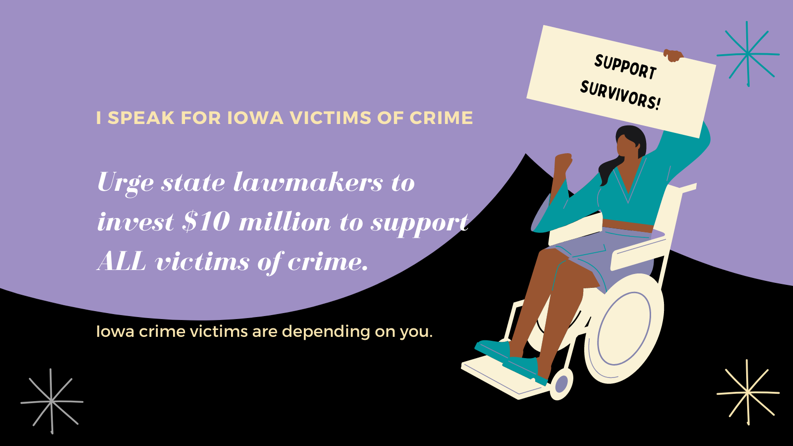 I SPEAK FOR IOWA VICTIMS OF CRIME
Urge state lawmakers to
invest $10 million to support
ALL victims of crime.
Iowa crime victims are depending on you.
SUPPORT
SURVIVORS!